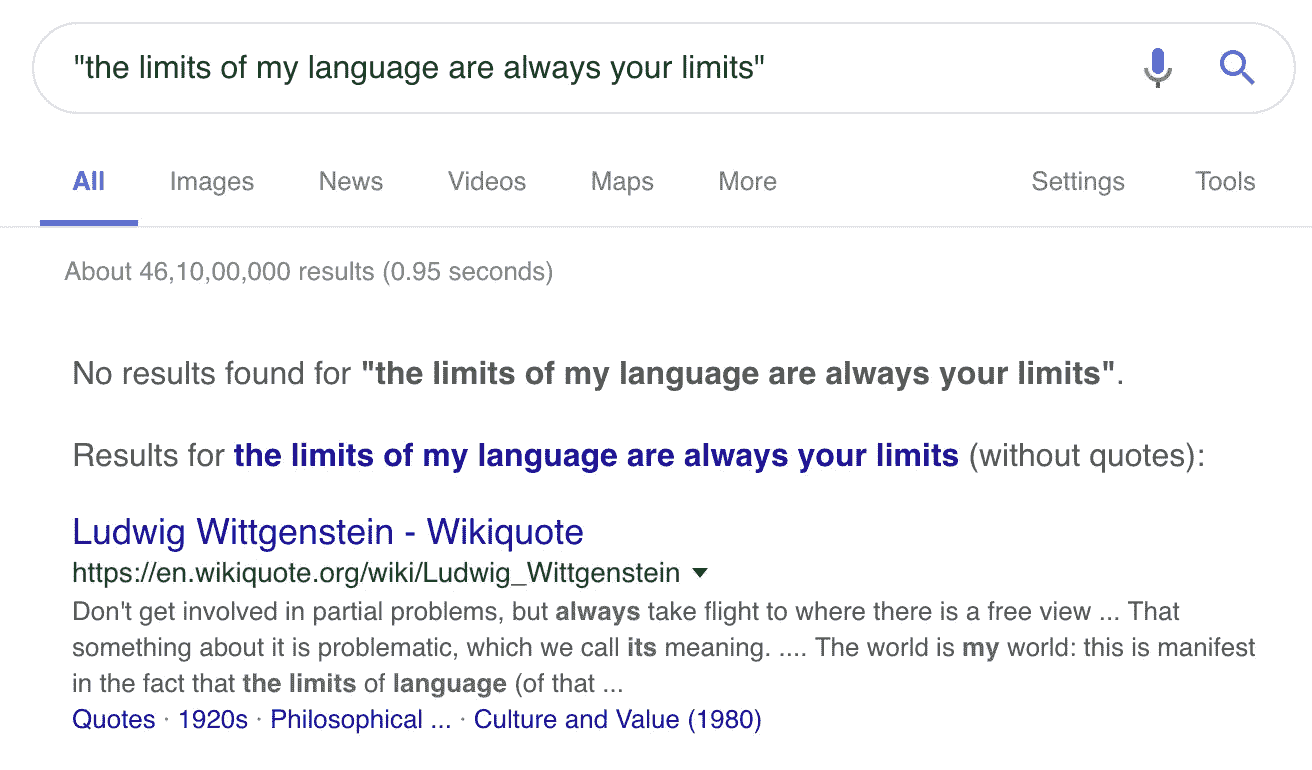 "the limits of my language are always your limits"
All Images News Videos Maps More Settings Tools
About 46,10,00,000 results (0.95 seconds)
No results found for "the limits of my language are always your limits".
Results for the limits of my language are always your limits (without quotes):
Ludwig Wittgenstein - Wikiquote
https://en.wikiquote.org/wiki/Ludwig_Wittgenstein
Don't get involved in partial problems, but always take flight to where there is a free view ... That
something about it is problematic, which we call its meaning. .... The world is my world: this is manifest
in the fact that the limits of language (of that ...
Quotes · 1920s · Philosophical ... · Culture and Value (1980)